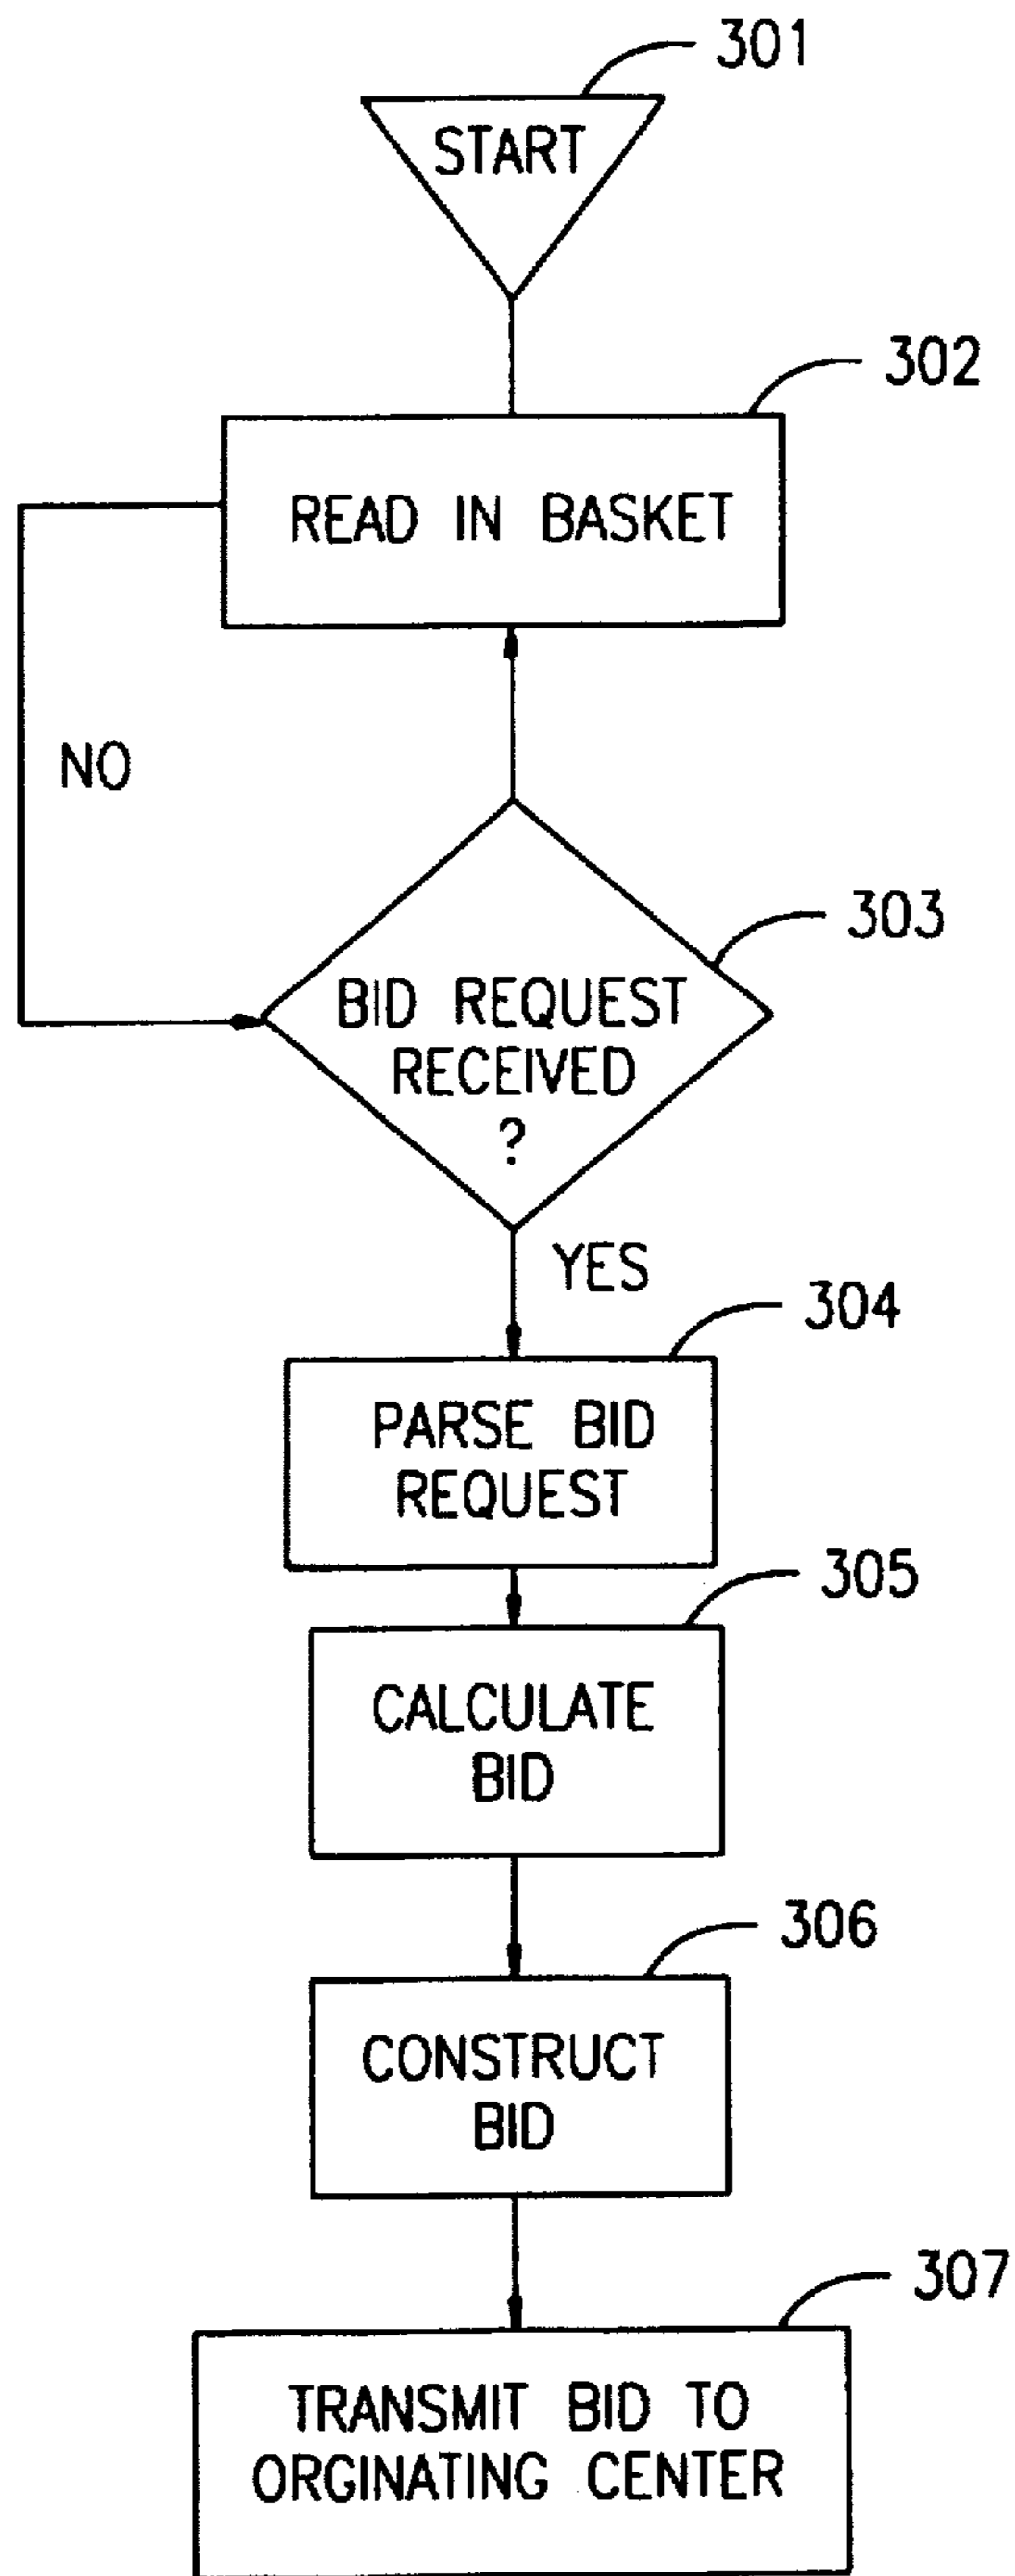 301
START
302
READ IN BASKET
NO
303
BID REQUEST
RECEIVED
?
YES
304
PARSE BID
REQUEST
305
CALCULATE
BID
306
CONSTRUCT
BID
307
TRANSMIT BID TO
ORGINATING CENTER